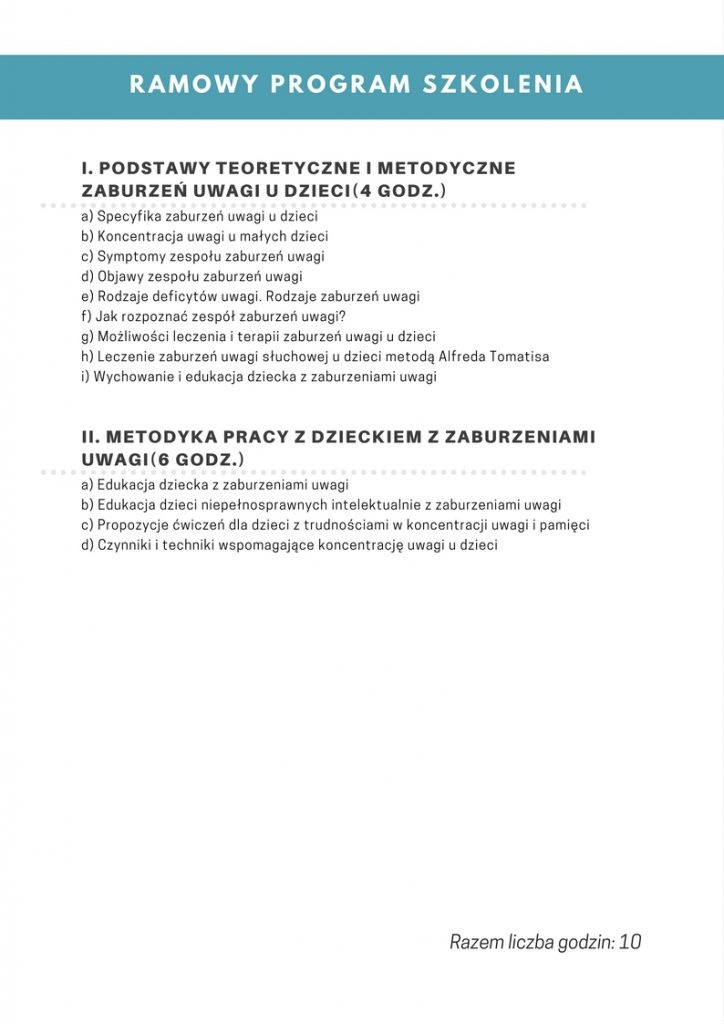 RAMOWY PROGRAM SZKOLENIA
I. PODSTAWY TEORETYCZNE I METODYCZNE
ZABURZEŃ UWAGI U DZIECI(4 GODZ.)
a) Specyfika zaburzeń uwagi u dzieci
b) Koncentracja uwagi u małych dzieci
c) Symptomy zespołu zaburzeń uwagi
d) Objawy zespołu zaburzeń uwagi
e) Rodzaje deficytów uwagi. Rodzaje zaburzeń uwagi
f) Jak rozpoznać zespół zaburzeń uwagi?
g) Możliwości leczenia i terapii zaburzeń uwagi u dzieci
h) Leczenie zaburzeń uwagi słuchowej u dzieci metodą Alfreda Tomatisa
i) Wychowanie i edukacja dziecka z zaburzeniami uwagi
II. METODYKA PRACY Z DZIECKIEM Z ZABURZENIAMI
UWAGI(6 GODZ.)
a) Edukacja dziecka z zaburzeniami uwagi
b) Edukacja dzieci niepełnosprawnych intelektualnie z zaburzeniami uwagi
c) Propozycje ćwiczeń dla dzieci z trudnościami w koncentracji uwagi i pamięci
d) Czynniki i techniki wspomagające koncentrację uwagi u dzieci
Razem liczba godzin: 10